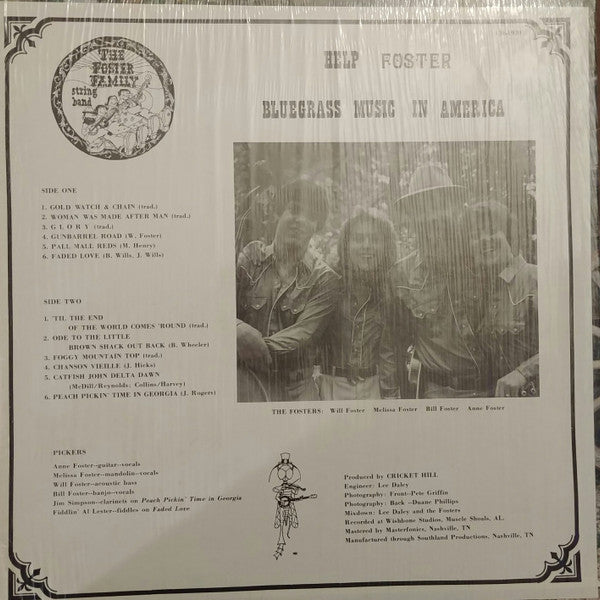 THE
FOSTER
FAMILY
string
band
HELP FOSTER
BLUEGRASS MUSIC IN AMERICA
SIDE ONE
1. GOLD WATCH & CHAIN (trad.)
2. WOMAN WAS MADE AFTER MAN (trad.)
3. G L O R Y (trad.)
4. GUNBARREL ROAD (W. Foster)
5. PALL MALL REDS (M. Henry)
6. FADED LOVE (B. Wills, J. Wills)
SIDE TWO
1. 'TIL THE END
OF THE WORLD COMES 'ROUND (trad.)
2. ODE TO THE LITTLE
BROWN SHACK OUT BACK (B. Wheeler)
3. FOGGY MOUNTAIN TOP (trad.)
4. CHANSON VIEILLE (J. Hicks)
5. CATFISH JOHN DELTA DAWN
(McDill/Reynolds: Collins/Harvey)
6. PEACH PICKIN' TIME IN GEORGIA (J. Rogers)
THE FOSTERS: Will Foster Melissa Foster Bill Foster Anne Foster
PICKERS
Anne Foster--guitar--vocals
Melissa Foster--mandolin--vocals
Will Foster--acoustic bass
Bill Foster--banjo--vocals
Jim Simpson--clarinets on Peach Pickin' Time in Georgia
Fiddlin' Al Lester--fiddles on Faded Love
Produced by CRICKET HILL
Engineer: Lee Daley
Photography: Front--Pete Griffin
Photography: Back --Duane Phillips
Mixdown: Lee Daley and the Fosters
Recorded at Wishbone Studios, Muscle Shoals, AL.
Mastered by Masterfonics, Nashville, TN
Manufactured through Southland Productions, Nashville, TN